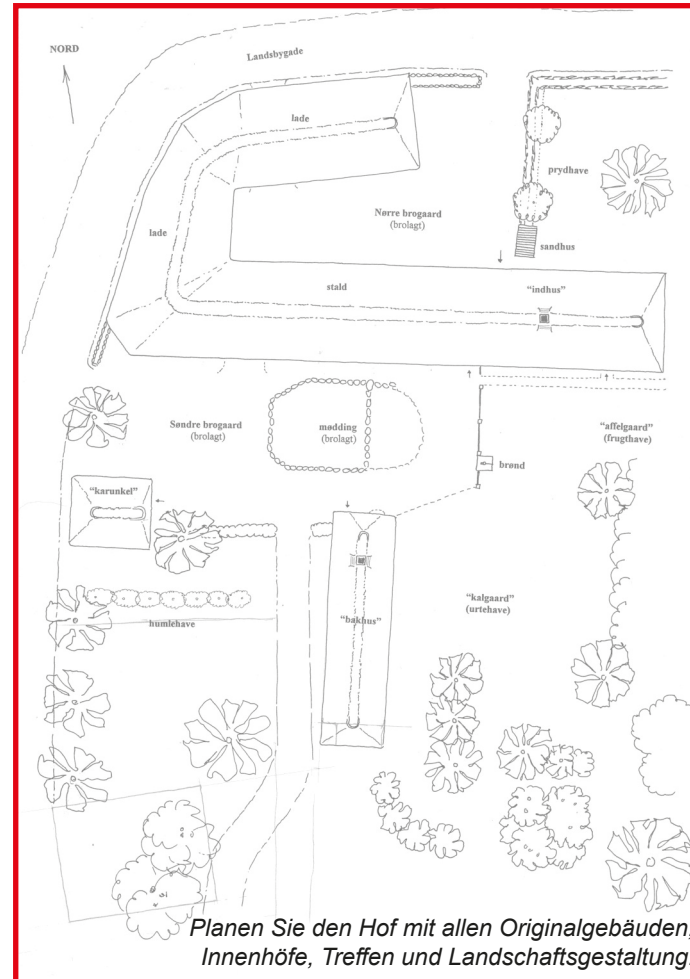 NORD
Landsbygade
lade
prydhave
Nørre brogaard
(brolagt)
lade
sandhus
stald
"indhus"
Søndre brogaard
(brolagt)
mødding
(brolagt)
"affelgaard"
(frugthave)
brønd
"karunkel"
"kalgaard"
(urtehave)
"bakhus"
humlehave
Planen Sie den Hof mit allen Originalgebäuden,
Innenhöfe, Treffen und Landschaftsgestaltung.